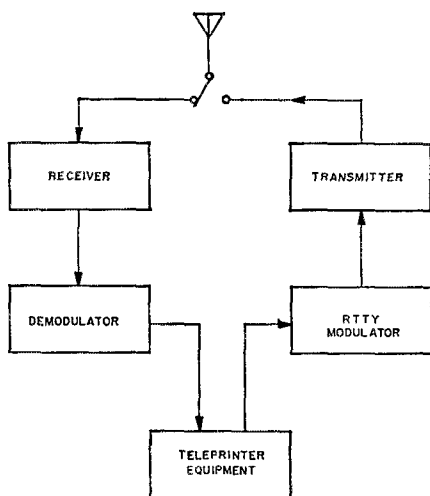 RECEIVER
TRANSMITTER
DEMODULATOR
RTTY
MODULATOR
TELEPRINTER
EQUIPMENT